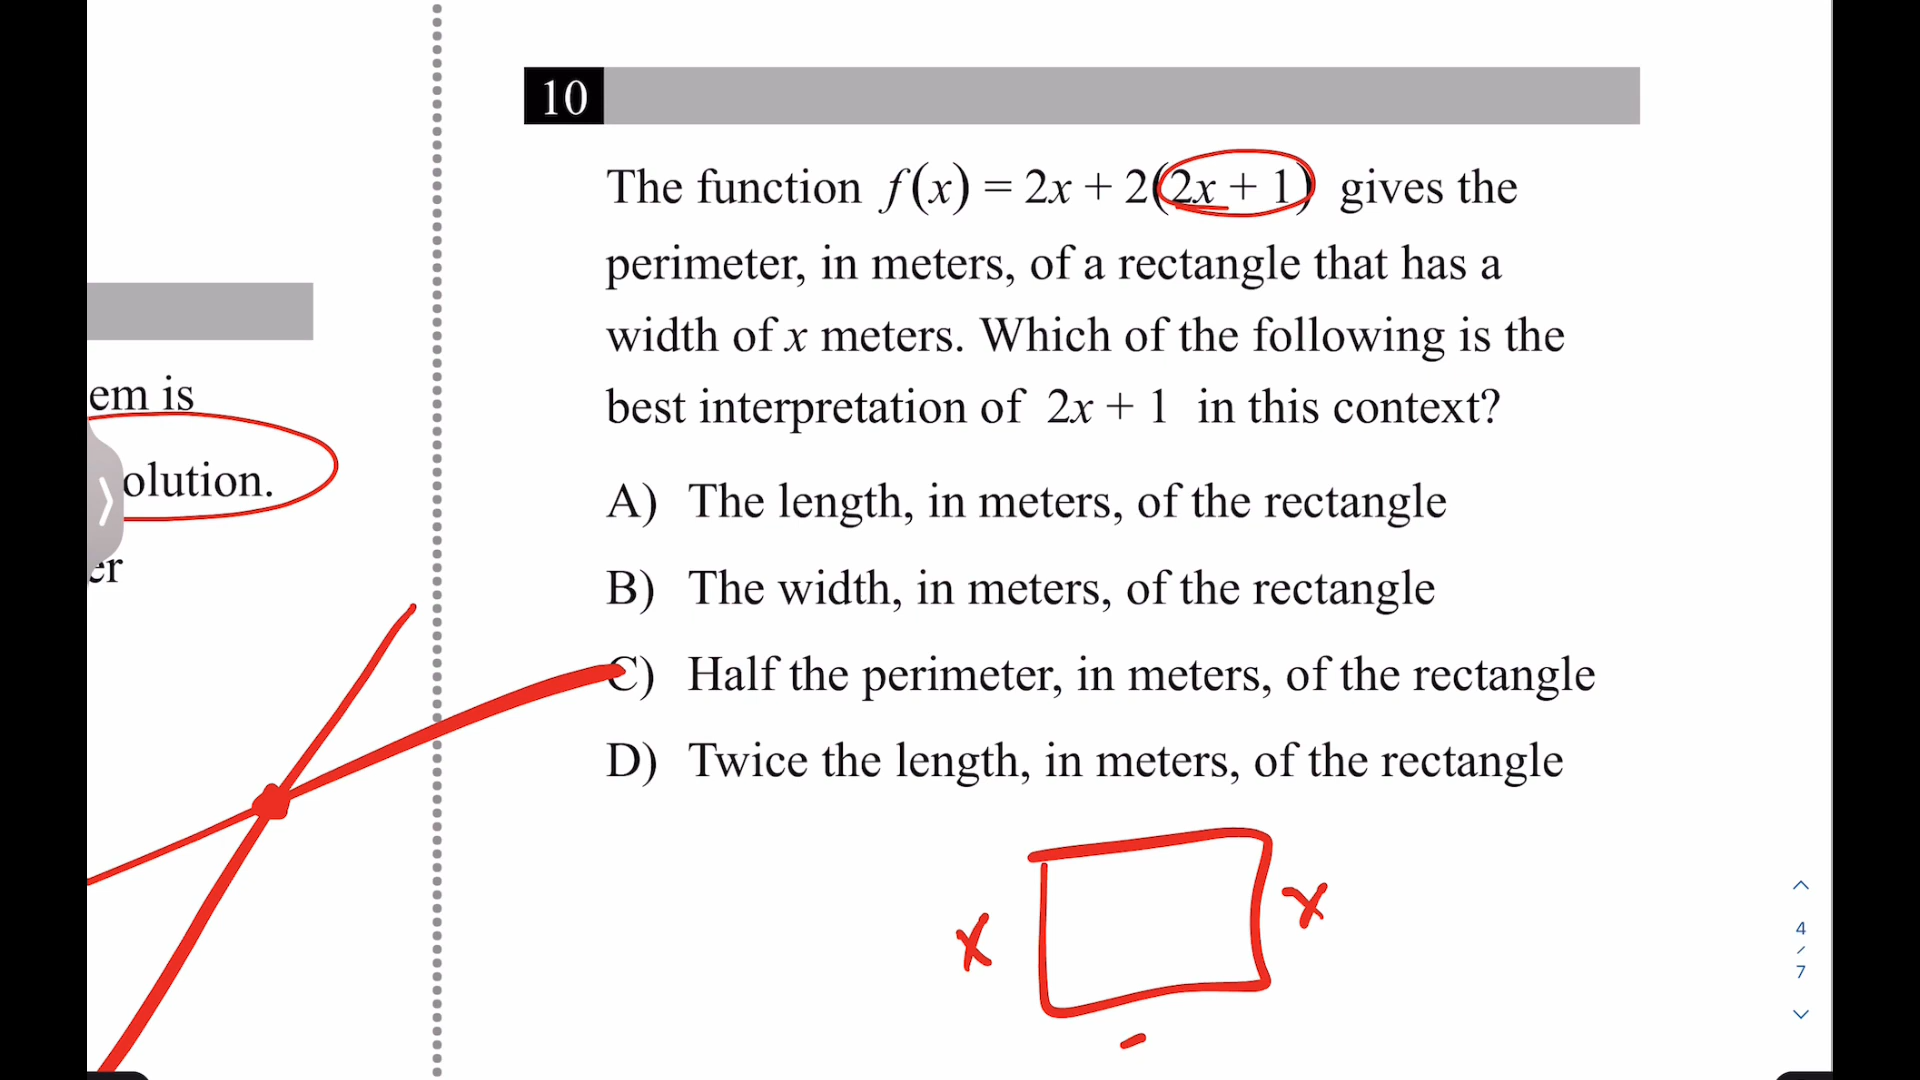 em is
olution.
er
10
The function f(x) = 2x + 2(2x + 1) gives the
perimeter, in meters, of a rectangle that has a
width of x meters. Which of the following is the
best interpretation of 2x + 1 in this context?
A) The length, in meters, of the rectangle
B) The width, in meters, of the rectangle
C) Half the perimeter, in meters, of the rectangle
D) Twice the length, in meters, of the rectangle
x
x
4
/
7